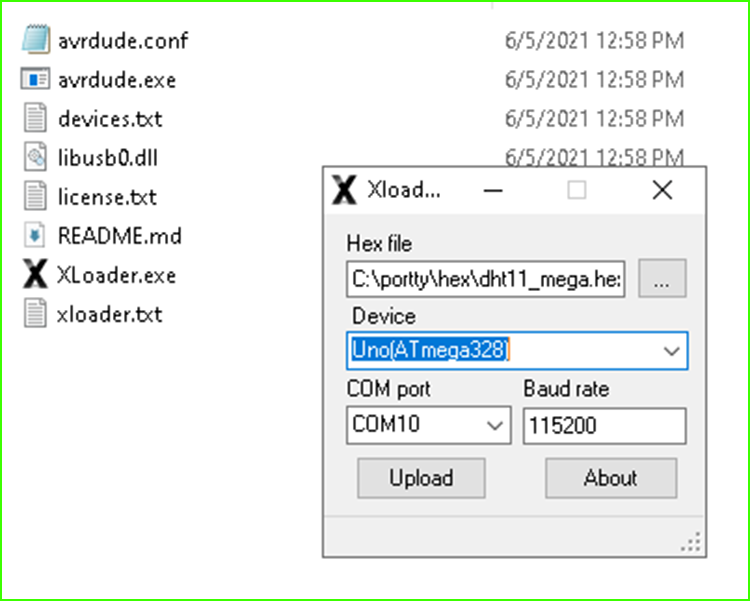 avrdude.conf 6/5/2021 12:58 PM
avrdude.exe 6/5/2021 12:58 PM
devices.txt 6/5/2021 12:58 PM
libusb0.dll 6/5/2021 12:58 PM
license.txt
README.md
XLoader.exe
xloader.txt
Xload...
Hex file
C:\portty\hex\dht11_mega.he
...
Device
Uno(ATmega328)
COM port Baud rate
COM10 115200
Upload About